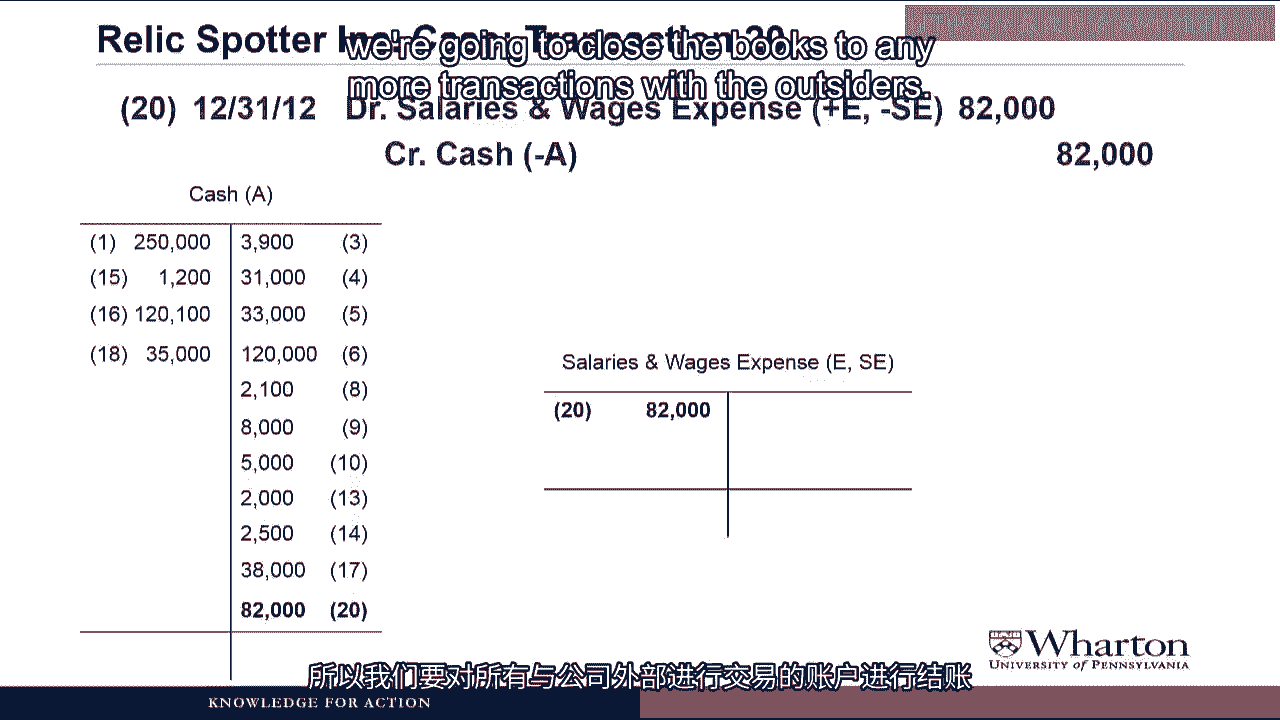 Relic Spotter Inc. Case: Transaction 20
we're going to close the books to any
more transactions with the outsiders.
(20) 12/31/12 Dr. Salaries & Wages Expense (+E, -SE) 82,000
Cr. Cash (-A) 82,000
Cash (A)
(1) 250,000 3,900 (3)
(15) 1,200 31,000 (4)
(16) 120,100 33,000 (5)
(18) 35,000 120,000 (6)
2,100 (8)
8,000 (9)
5,000 (10)
2,000 (13)
2,500 (14)
38,000 (17)
82,000 (20)
Salaries & Wages Expense (E, SE)
(20) 82,000
Wharton
UNIVERSITY of PENNSYLVANIA
所以我们要对所有与公司外部进行交易的账户进行结账
KNOWLEDGE FOR ACTION